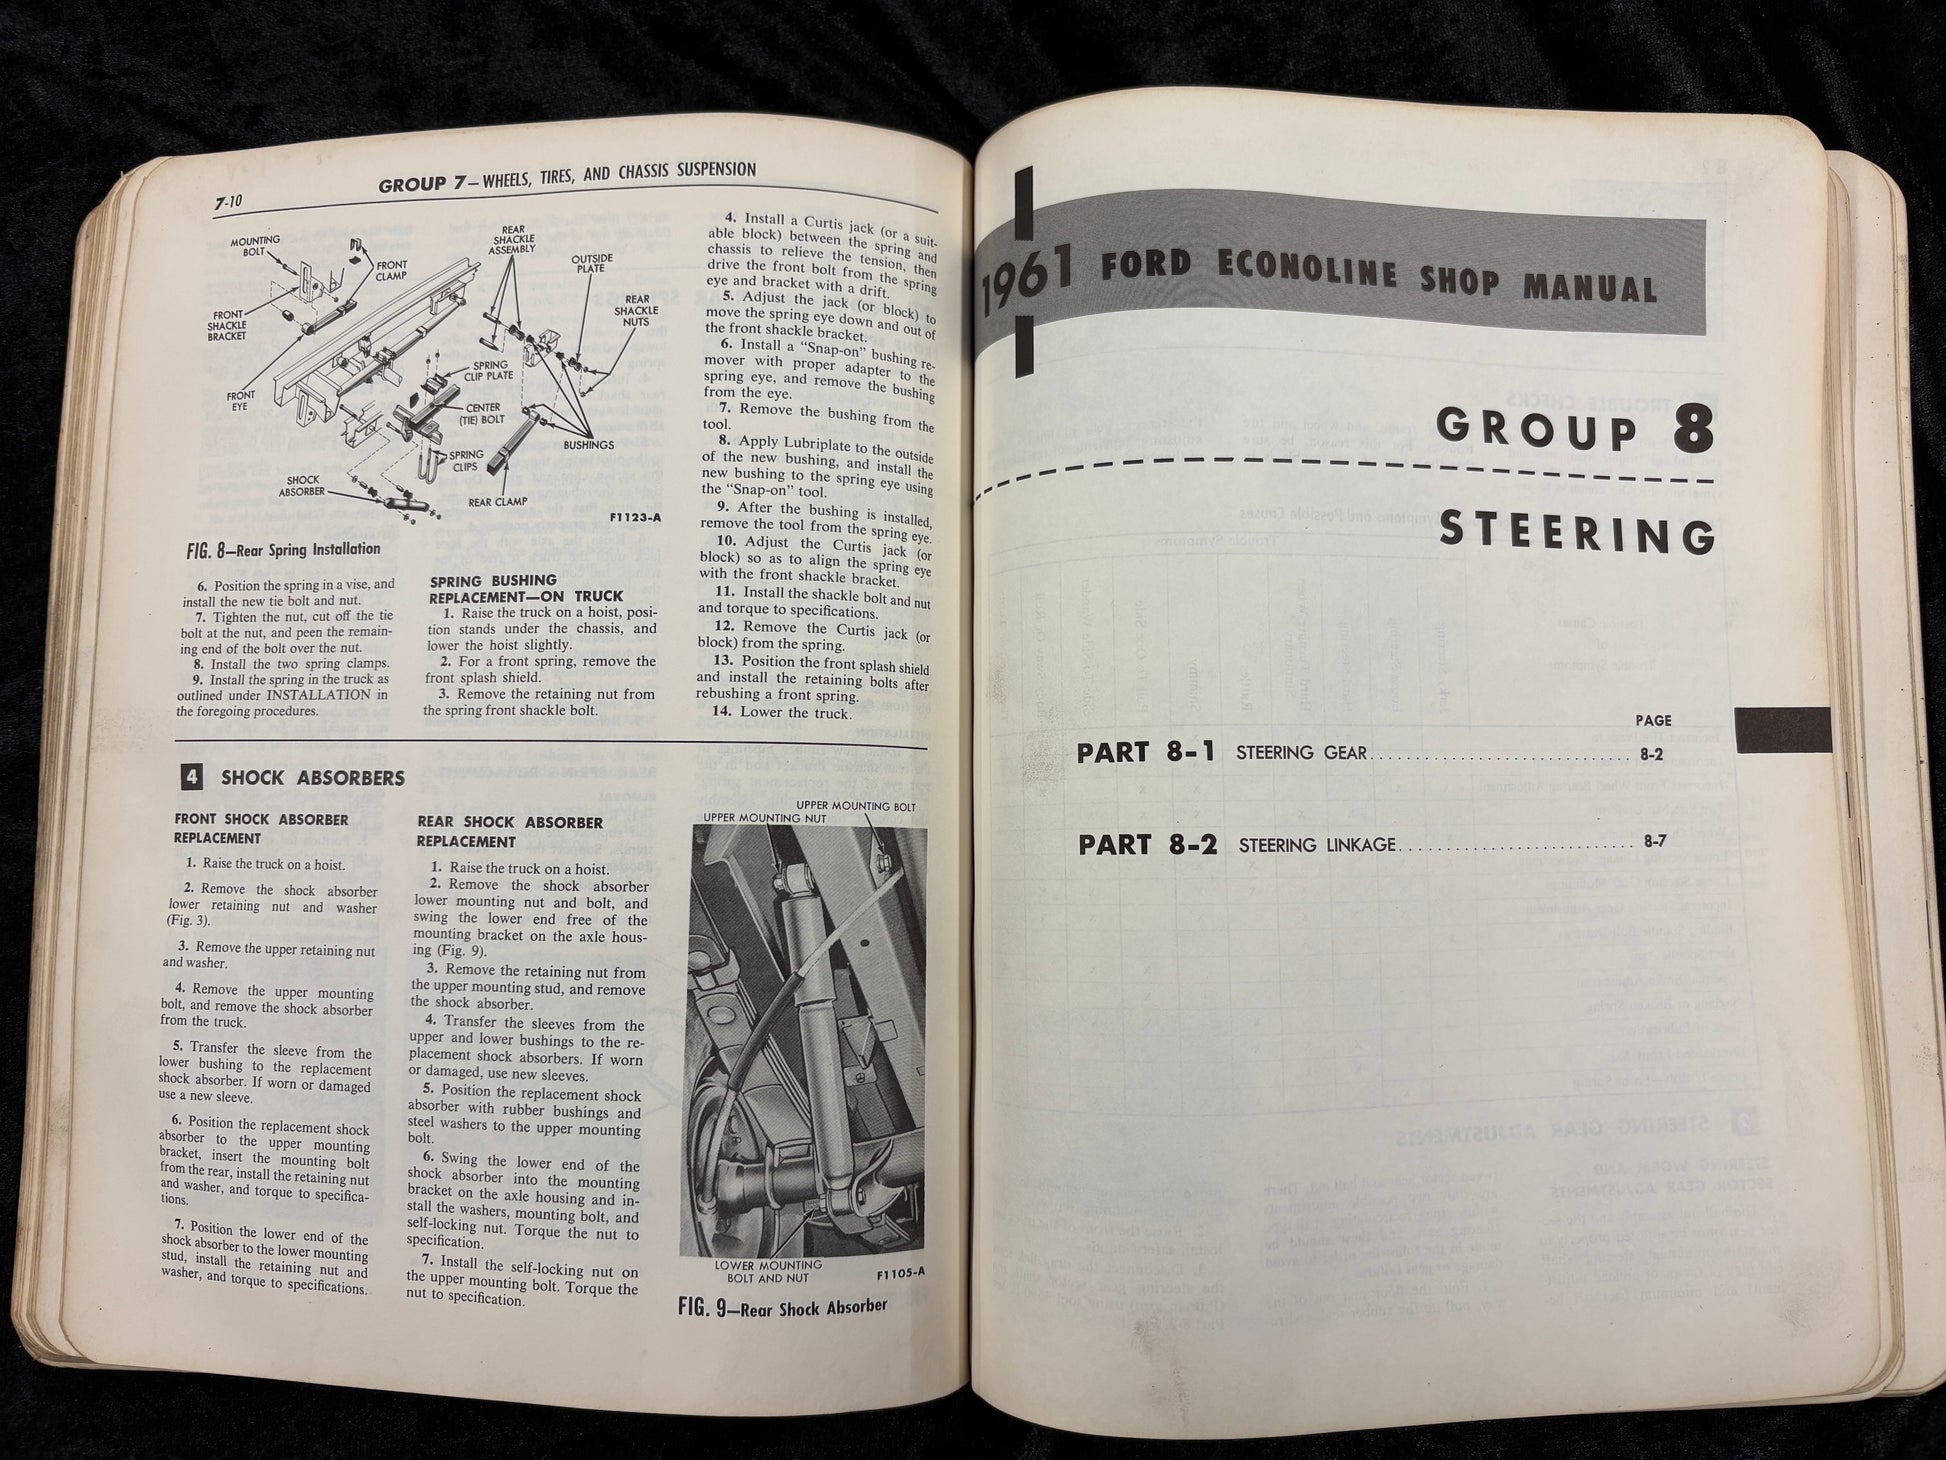 7-10
GROUP 7—WHEELS, TIRES, AND CHASSIS SUSPENSION
MOUNTING
BOLT
FRONT
CLAMP
FRONT
SHACKLE
BRACKET
FRONT
EYE
REAR
SHACKLE
ASSEMBLY
OUTSIDE
PLATE
REAR
SHACKLE
NUTS
SPRING
CLIP PLATE
CENTER
(TIE) BOLT
BUSHINGS
SPRING
CLIPS
SHOCK
ABSORBER
REAR CLAMP
F1123-A
FIG. 8—Rear Spring Installation
6. Position the spring in a vise, and
install the new tie bolt and nut.
7. Tighten the nut, cut off the tie
bolt at the nut, and peen the remain-
ing end of the bolt over the nut.
8. Install the two spring clamps.
9. Install the spring in the truck as
outlined under INSTALLATION in
the foregoing procedures.
SPRING BUSHING
REPLACEMENT—ON TRUCK
1. Raise the truck on a hoist, posi-
tion stands under the chassis, and
lower the hoist slightly.
2. For a front spring, remove the
front splash shield.
3. Remove the retaining nut from
the spring front shackle bolt.
4. Install a Curtis jack (or a suit-
able block) between the spring and
chassis to relieve the tension, then
drive the front bolt from the spring
eye and bracket with a drift.
5. Adjust the jack (or block) to
move the spring eye down and out of
the front shackle bracket.
6. Install a “Snap-on” bushing re-
mover with proper adapter to the
spring eye, and remove the bushing
from the eye.
7. Remove the bushing from the
tool.
8. Apply Lubriplate to the outside
of the new bushing, and install the
new bushing to the spring eye using
the “Snap-on” tool.
9. After the bushing is installed,
remove the tool from the spring eye.
10. Adjust the Curtis jack (or
block) so as to align the spring eye
with the front shackle bracket.
11. Install the shackle bolt and nut
and torque to specifications.
12. Remove the Curtis jack (or
block) from the spring.
13. Position the front splash shield
and install the retaining bolts after
rebushing a front spring.
14. Lower the truck.
4 SHOCK ABSORBERS
FRONT SHOCK ABSORBER
REPLACEMENT
1. Raise the truck on a hoist.
2. Remove the shock absorber
lower retaining nut and washer
(Fig. 3).
3. Remove the upper retaining nut
and washer.
4. Remove the upper mounting
bolt, and remove the shock absorber
from the truck.
5. Transfer the sleeve from the
lower bushing to the replacement
shock absorber. If worn or damaged
use a new sleeve.
6. Position the replacement shock
absorber to the upper mounting
bracket, insert the mounting bolt
from the rear, install the retaining nut
and washer, and torque to specifica-
tions.
7. Position the lower end of the
shock absorber to the lower mounting
stud, install the retaining nut and
washer, and torque to specifications.
REAR SHOCK ABSORBER
REPLACEMENT
1. Raise the truck on a hoist.
2. Remove the shock absorber
lower mounting nut and bolt, and
swing the lower end free of the
mounting bracket on the axle hous-
ing (Fig. 9).
3. Remove the retaining nut from
the upper mounting stud, and remove
the shock absorber.
4. Transfer the sleeves from the
upper and lower bushings to the re-
placement shock absorbers. If worn
or damaged, use new sleeves.
5. Position the replacement shock
absorber with rubber bushings and
steel washers to the upper mounting
bolt.
6. Swing the lower end of the
shock absorber into the mounting
bracket on the axle housing and in-
stall the washers, mounting bolt, and
self-locking nut. Torque the nut to
specification.
7. Install the self-locking nut on
the upper mounting bolt. Torque the
nut to specification.
UPPER MOUNTING BOLT
UPPER MOUNTING NUT
LOWER MOUNTING
BOLT AND NUT
F1105-A
FIG. 9—Rear Shock Absorber
1961 FORD ECONOLINE SHOP MANUAL
GROUP 8
STEERING
PAGE
PART 8-1 STEERING GEAR.............................. 8-2
PART 8-2 STEERING LINKAGE.......................... 8-7